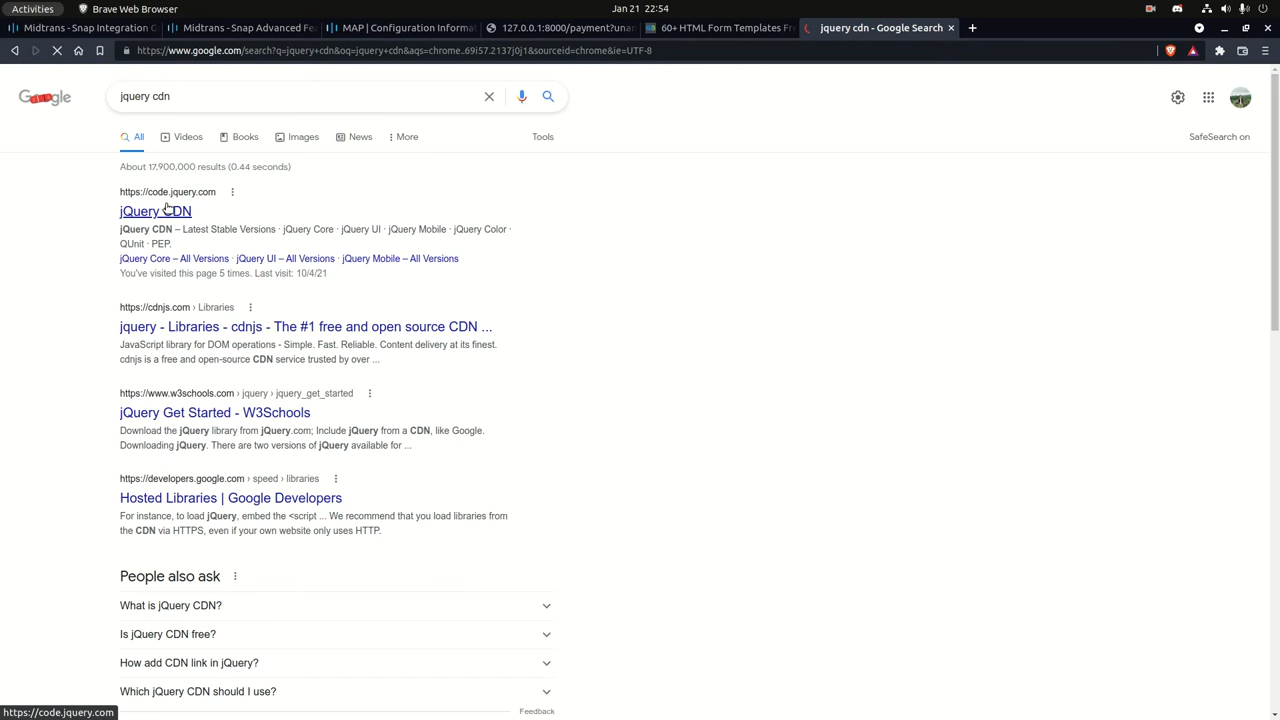 Activities
Brave Web Browser
Jan 21 22:54
Midtrans - Snap Integration G
Midtrans - Snap Advanced Fea
MAP | Configuration Informat
127.0.0.1:8000/payment?unan
60+ HTML Form Templates Fr
jquery cdn - Google Search
https://www.google.com/search?q=jquery+cdn&oq=jquery+cdn&aqs=chrome..69i57.2137j0j1&sourceid=chrome&ie=UTF-8
jquery cdn
All
Videos
Books
Images
News
More
Tools
SafeSearch on
About 17,900,000 results (0.44 seconds)
https://code.jquery.com
jQuery CDN
jQuery CDN – Latest Stable Versions · jQuery Core · jQuery UI · jQuery Mobile · jQuery Color ·
QUnit · PEP.
jQuery Core – All Versions · jQuery UI – All Versions · jQuery Mobile – All Versions
You've visited this page 5 times. Last visit: 10/4/21
https://cdnjs.com › Libraries
jquery - Libraries - cdnjs - The #1 free and open source CDN ...
JavaScript library for DOM operations - Simple. Fast. Reliable. Content delivery at its finest.
cdnjs is a free and open-source CDN service trusted by over ...
https://www.w3schools.com › jquery › jquery_get_started
jQuery Get Started - W3Schools
Download the jQuery library from jQuery.com; Include jQuery from a CDN, like Google.
Downloading jQuery. There are two versions of jQuery available for ...
https://developers.google.com › speed › libraries
Hosted Libraries | Google Developers
For instance, to load jQuery, embed the <script ... We recommend that you load libraries from
the CDN via HTTPS, even if your own website only uses HTTP.
People also ask
What is jQuery CDN?
Is jQuery CDN free?
How add CDN link in jQuery?
Which jQuery CDN should I use?
Feedback
https://code.jquery.com